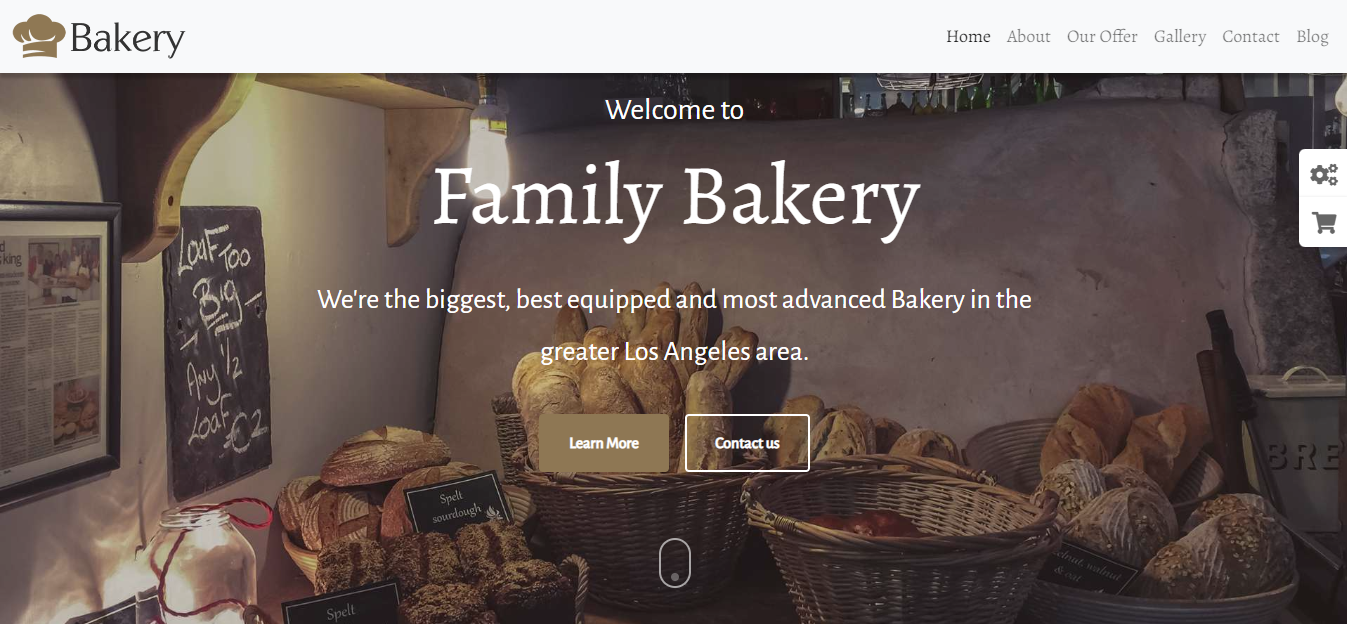 Bakery
Home About Our Offer Gallery Contact Blog
Welcome to
Family Bakery
We're the biggest, best equipped and most advanced Bakery in the
greater Los Angeles area.
Learn More
Contact us
LOAF TOO
BIG
ANY 1/2
LOAF €2
Spelt
sourdough
Spelt
walnut
& oat
BRE